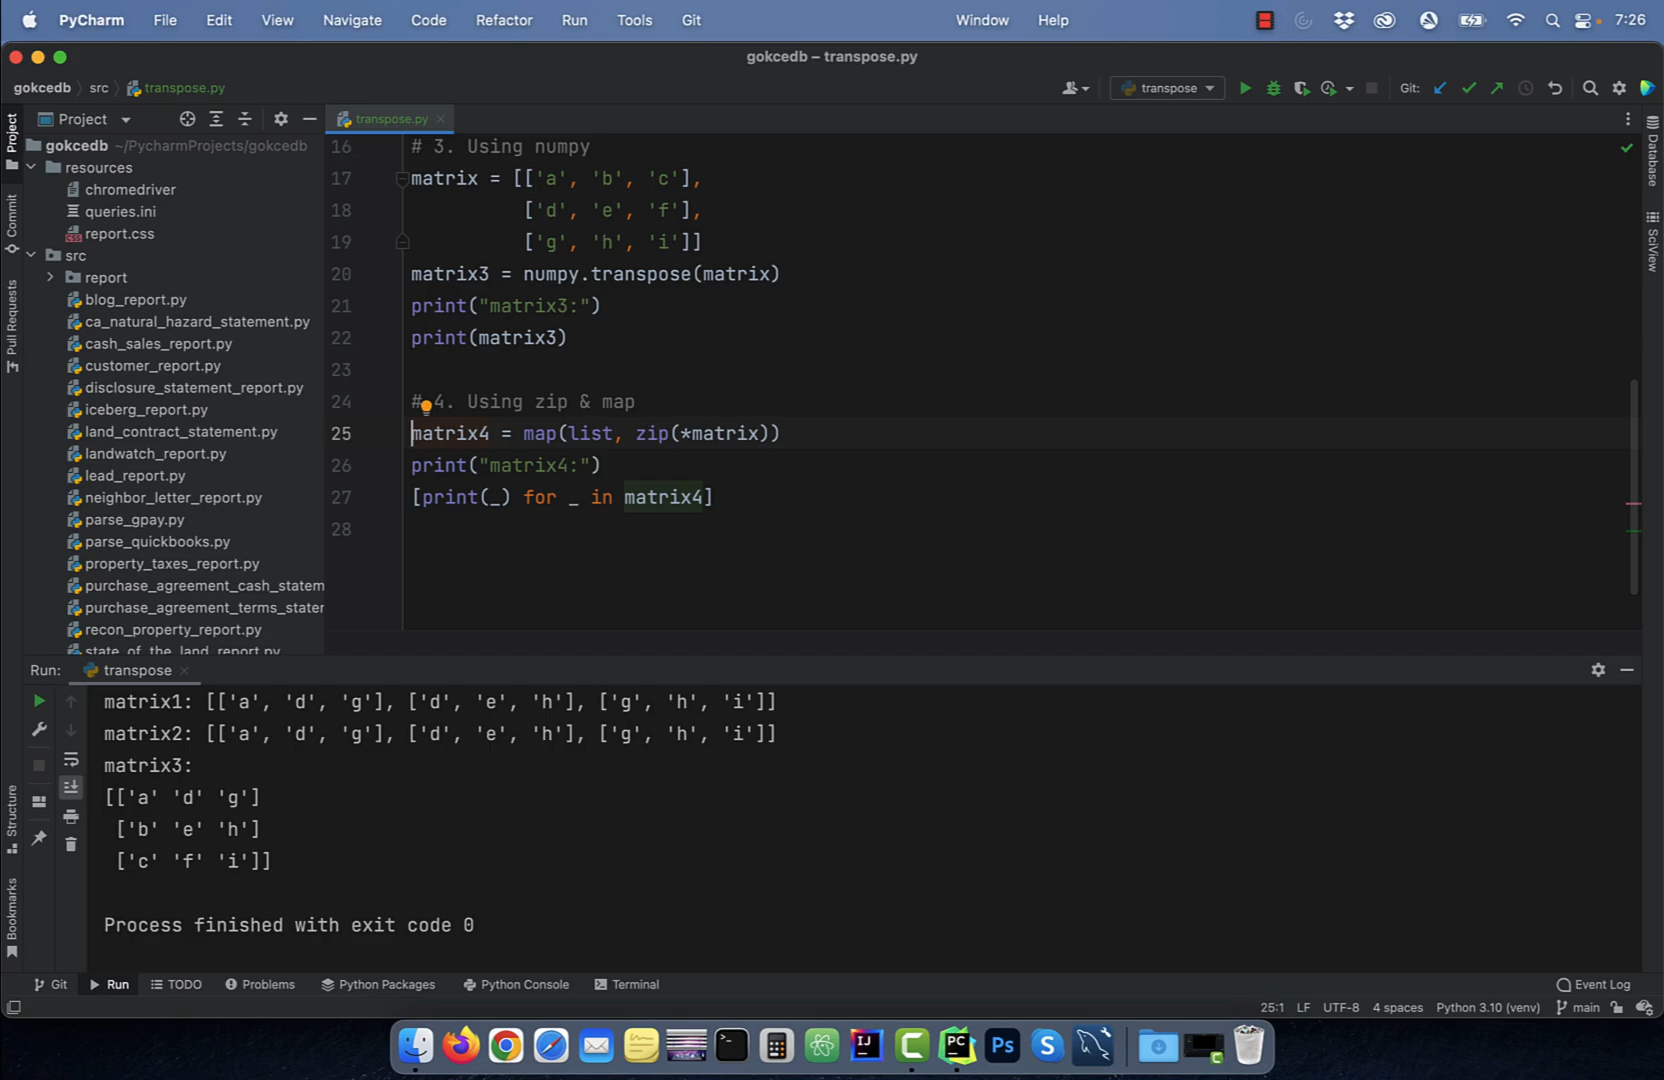 PyCharm File Edit View Navigate Code Refactor Run Tools Git Window Help 7:26
gokcedb – transpose.py
gokcedb src transpose.py transpose Git:
Project transpose.py
gokcedb ~/PycharmProjects/gokcedb
resources
chromedriver
queries.ini
report.css
src
report
blog_report.py
ca_natural_hazard_statement.py
cash_sales_report.py
customer_report.py
disclosure_statement_report.py
iceberg_report.py
land_contract_statement.py
landwatch_report.py
lead_report.py
neighbor_letter_report.py
parse_gpay.py
parse_quickbooks.py
property_taxes_report.py
purchase_agreement_cash_statem
purchase_agreement_terms_stater
recon_property_report.py
state_of_the_land_report.py
Project
Commit
Pull Requests
Structure
Bookmarks
16 # 3. Using numpy
17 matrix = [['a', 'b', 'c'],
18 ['d', 'e', 'f'],
19 ['g', 'h', 'i']]
20 matrix3 = numpy.transpose(matrix)
21 print("matrix3:")
22 print(matrix3)
23
24 # 4. Using zip & map
25 matrix4 = map(list, zip(*matrix))
26 print("matrix4:")
27 [print(_) for _ in matrix4]
28
Database
SciView
Run: transpose
matrix1: [['a', 'd', 'g'], ['d', 'e', 'h'], ['g', 'h', 'i']]
matrix2: [['a', 'd', 'g'], ['d', 'e', 'h'], ['g', 'h', 'i']]
matrix3:
[['a' 'd' 'g']
['b' 'e' 'h']
['c' 'f' 'i']]
Process finished with exit code 0
Git Run TODO Problems Python Packages Python Console Terminal Event Log
25:1 LF UTF-8 4 spaces Python 3.10 (venv) main
IJ C PC Ps S